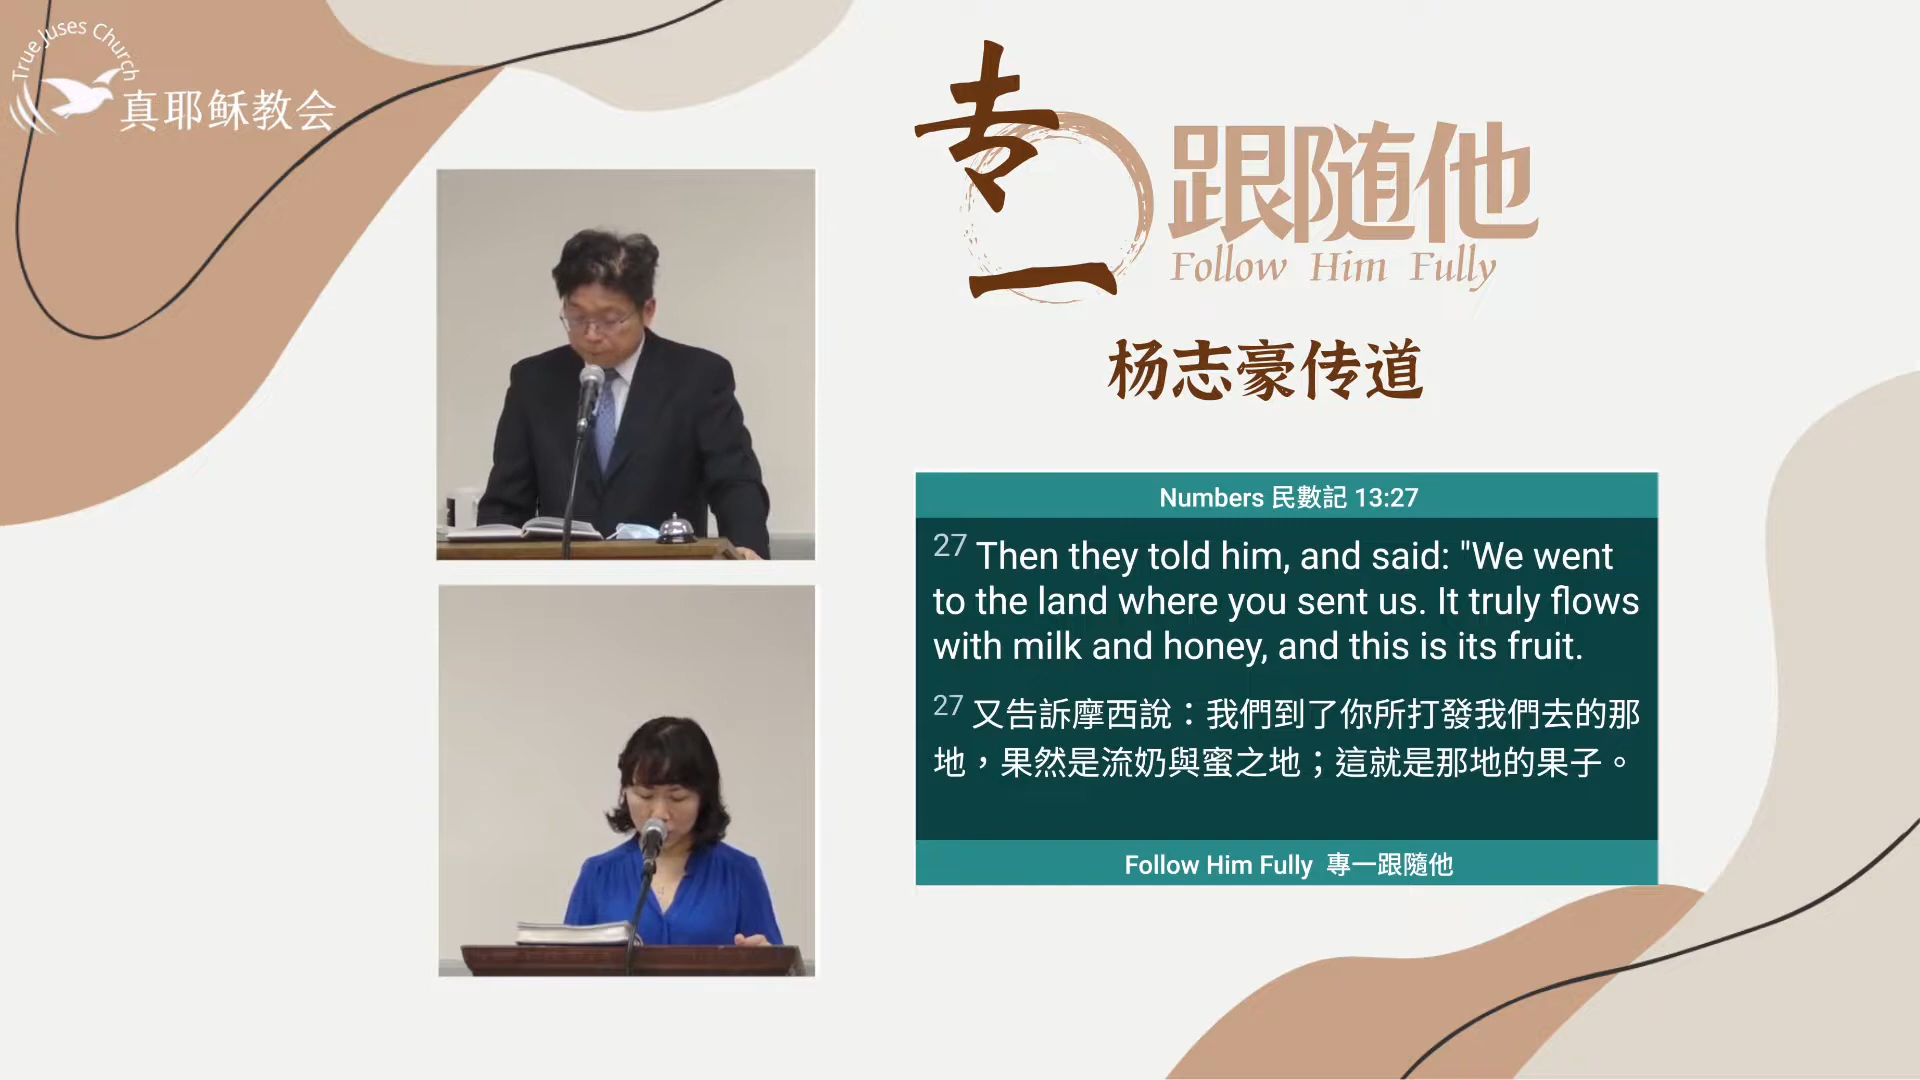 True Juses Church
真耶稣教会
专一
跟随他
Follow Him Fully
杨志豪传道
Numbers 民數記 13:27
27 Then they told him, and said: "We went
to the land where you sent us. It truly flows
with milk and honey, and this is its fruit.
27 又告訴摩西說：我們到了你所打發我們去的那
地，果然是流奶與蜜之地；這就是那地的果子。
Follow Him Fully 專一跟隨他